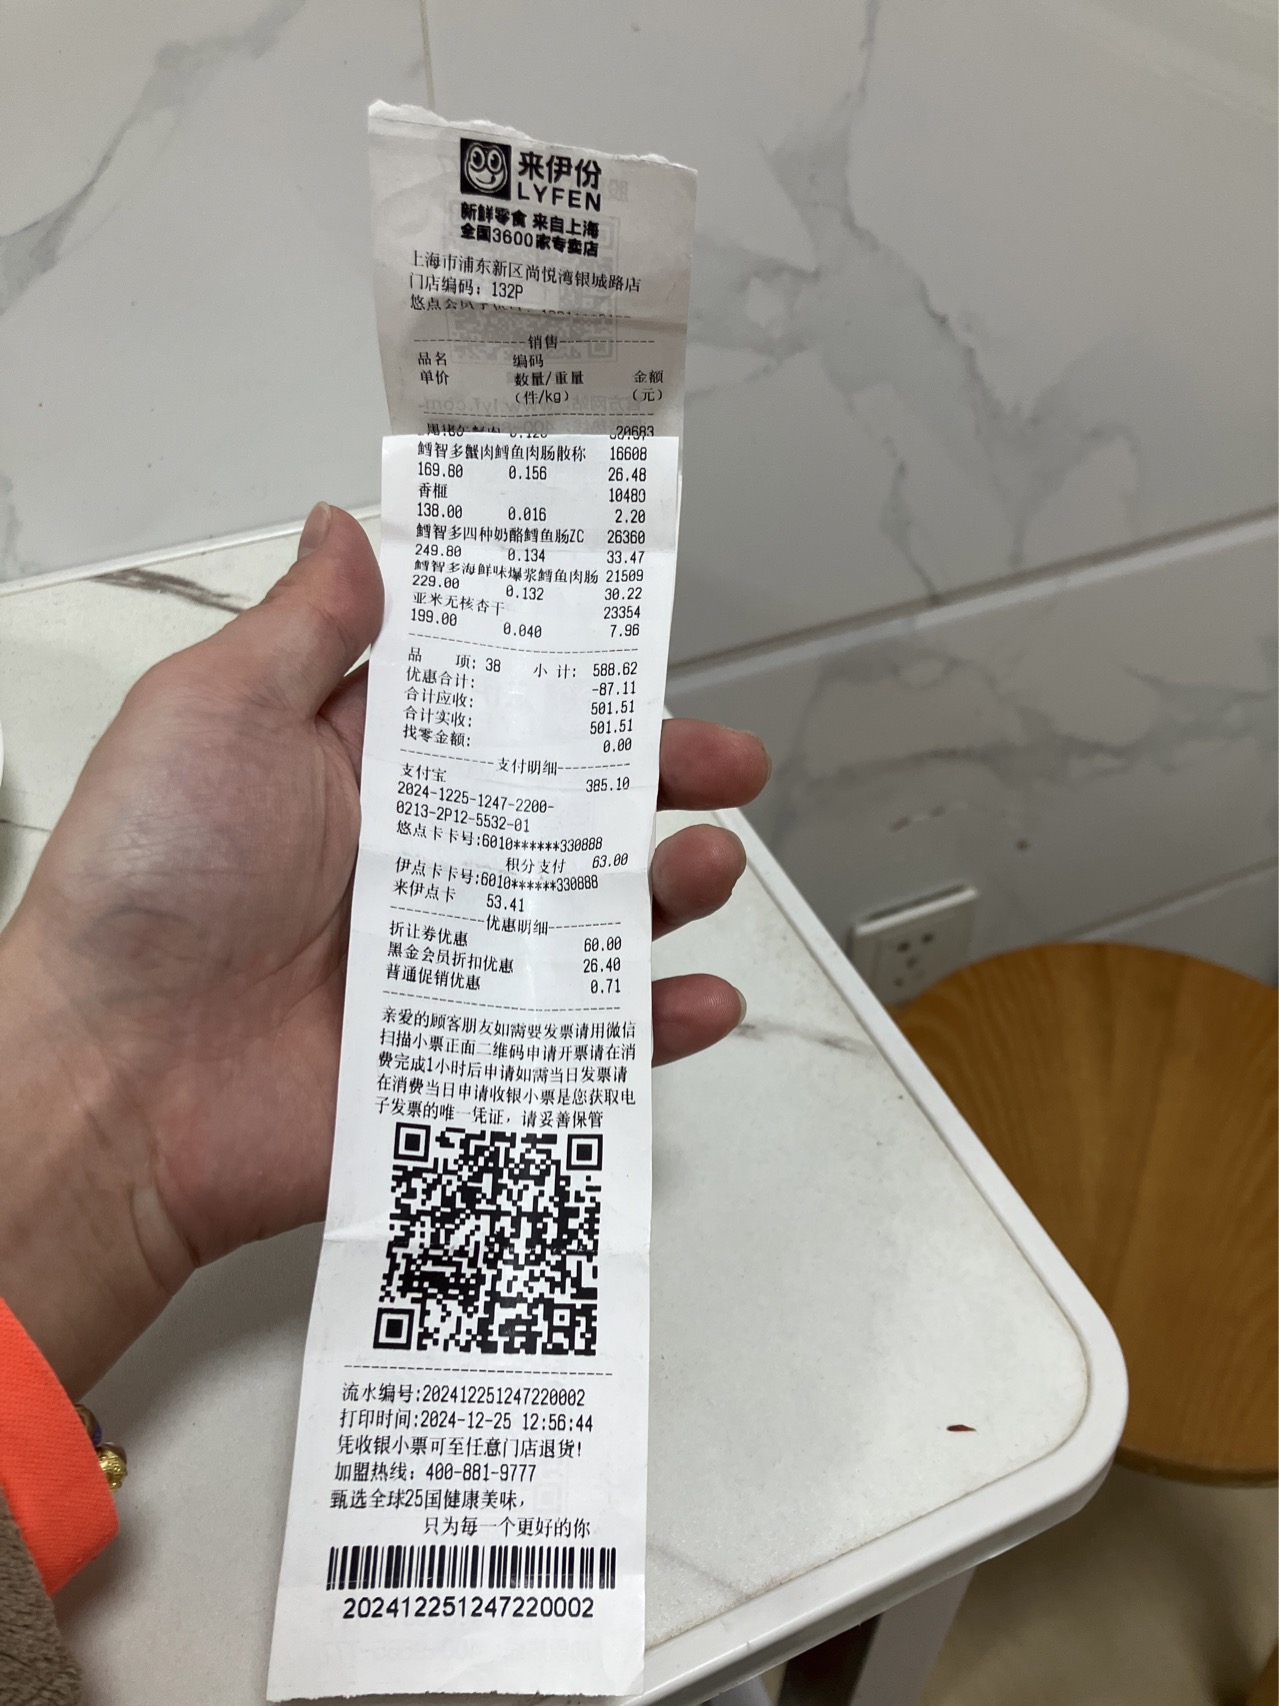 来伊份
LYFEN
新鲜零食 来自上海
全国3600家专卖店
上海市浦东新区尚悦湾银城路店
门店编码：132P
销售
品名 编码
单价 数量/重量 金额
（件/kg） （元）
20683
鳕智多蟹肉鳕鱼肉肠散称 16608
169.80 0.156 26.48
香榧 10480
138.00 0.016 2.20
鳕智多四种奶酪鳕鱼肠ZC 26360
249.80 0.134 33.47
鳕智多海鲜味爆浆鳕鱼肉肠 21509
229.00 0.132 30.22
亚米无核杏干 23354
199.00 0.040 7.96
品 项: 38 小 计: 588.62
优惠合计: -87.11
合计应收: 501.51
合计实收: 501.51
找零金额: 0.00
支付明细
支付宝 385.10
2024-1225-1247-2200-
0213-2P12-5532-01
悠点卡卡号:6010******330888
积分支付 63.00
伊点卡卡号:6010******330888
来伊点卡 53.41
优惠明细
折让券优惠 60.00
黑金会员折扣优惠 26.40
普通促销优惠 0.71
亲爱的顾客朋友如需要发票请用微信
扫描小票正面二维码申请开票请在消
费完成1小时后申请如需当日发票请
在消费当日申请收银小票是您获取电
子发票的唯一凭证，请妥善保管
流水编号:202412251247220002
打印时间:2024-12-25 12:56:44
凭收银小票可至任意门店退货!
加盟热线：400-881-9777
甄选全球25国健康美味，
只为每一个更好的你
202412251247220002